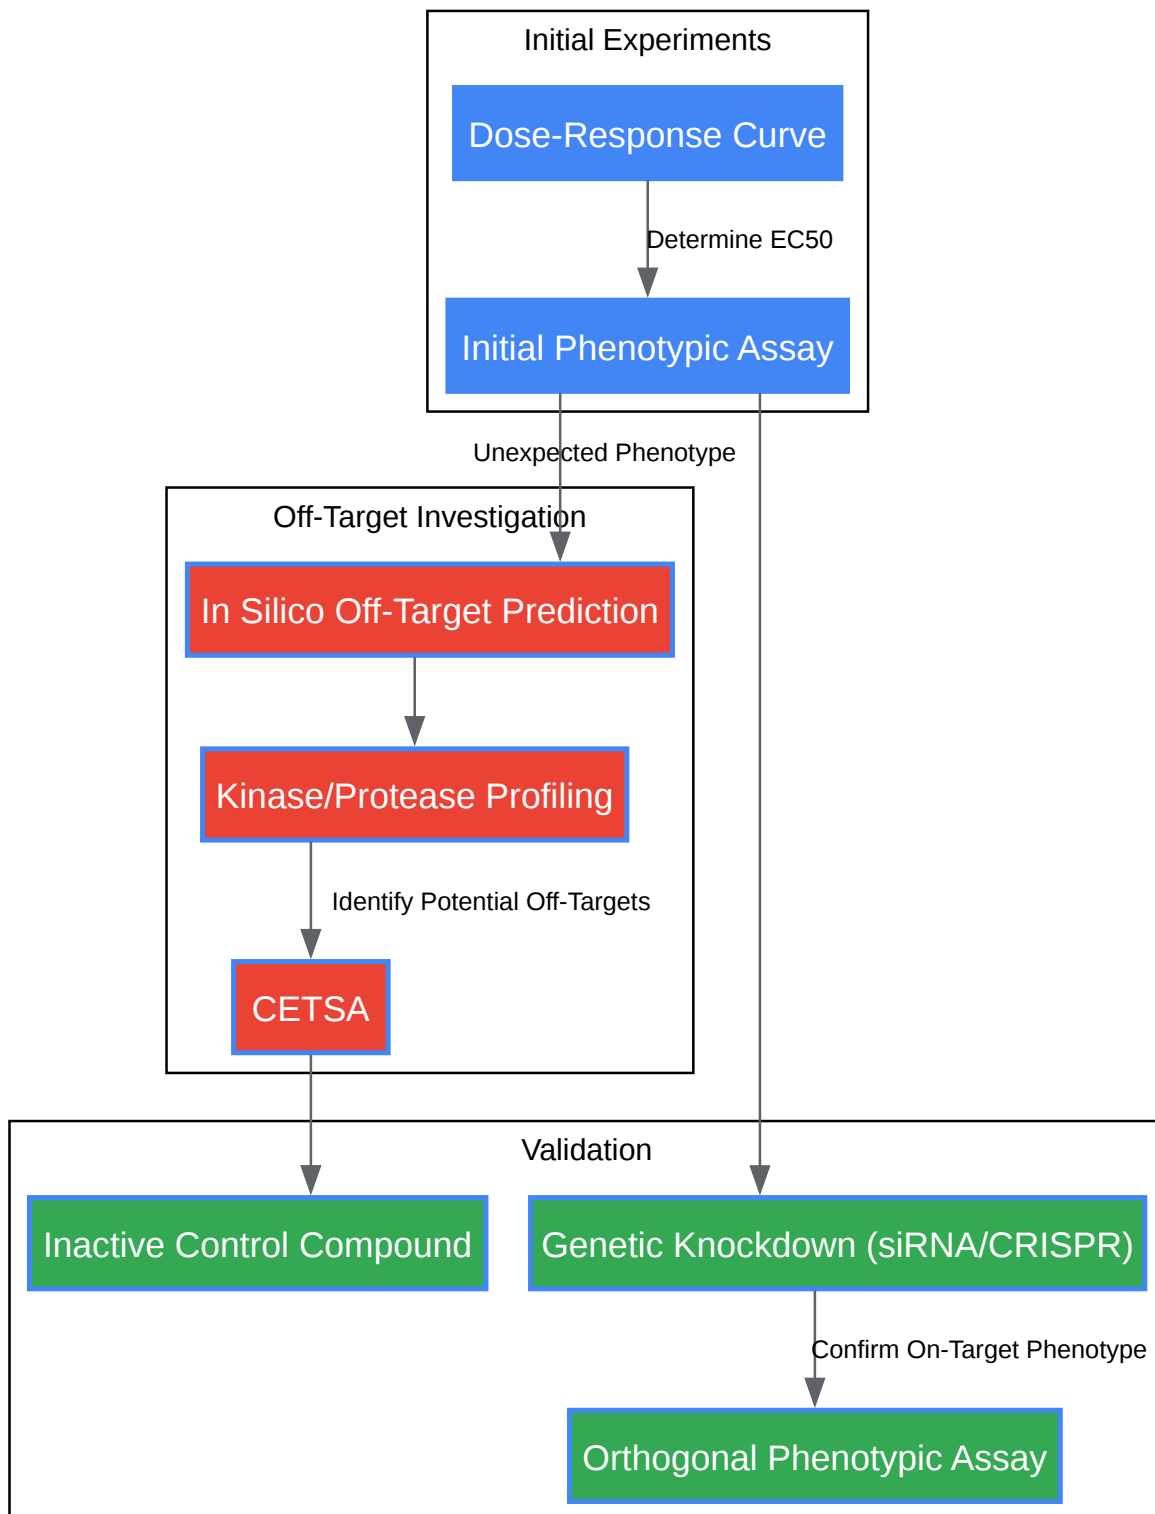 Initial Experiments
Dose-Response Curve
Determine EC50
Initial Phenotypic Assay
Unexpected Phenotype
Off-Target Investigation
In Silico Off-Target Prediction
Kinase/Protease Profiling
Identify Potential Off-Targets
CETSA
Validation
Inactive Control Compound
Genetic Knockdown (siRNA/CRISPR)
Confirm On-Target Phenotype
Orthogonal Phenotypic Assay